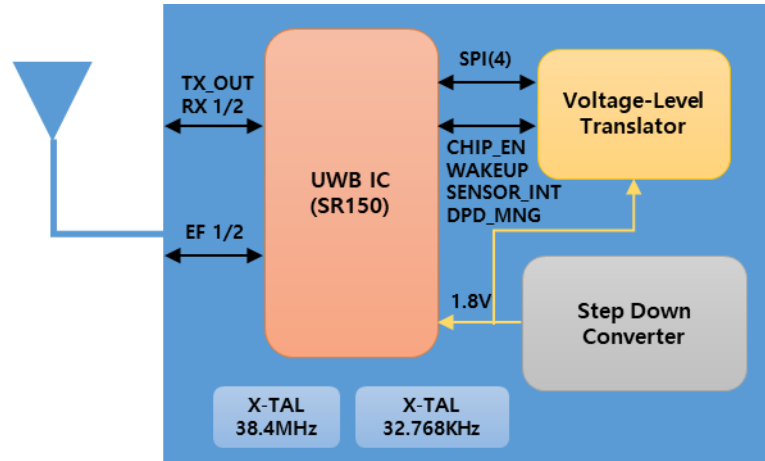 TX_OUT
RX 1/2
EF 1/2
UWB IC
(SR150)
SPI(4)
CHIP_EN
WAKEUP
SENSOR_INT
DPD_MNG
1.8V
Voltage-Level
Translator
Step Down
Converter
X-TAL
38.4MHz
X-TAL
32.768KHz